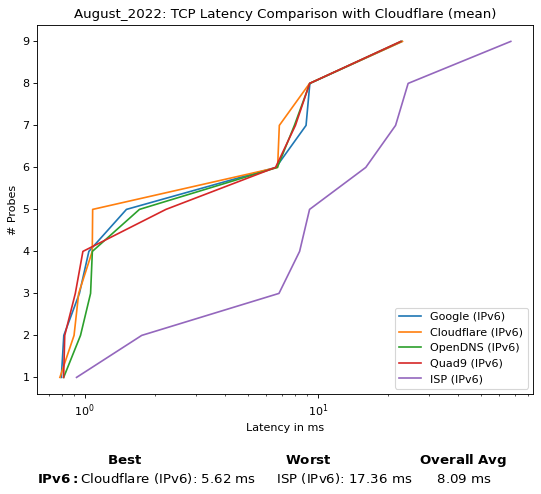 August_2022: TCP Latency Comparison with Cloudflare (mean)
# Probes
9
8
7
6
5
4
3
2
1
Google (IPv6)
Cloudflare (IPv6)
OpenDNS (IPv6)
Quad9 (IPv6)
ISP (IPv6)
10⁰ 10¹
Latency in ms
Best Worst Overall Avg
IPv6: Cloudflare (IPv6): 5.62 ms ISP (IPv6): 17.36 ms 8.09 ms